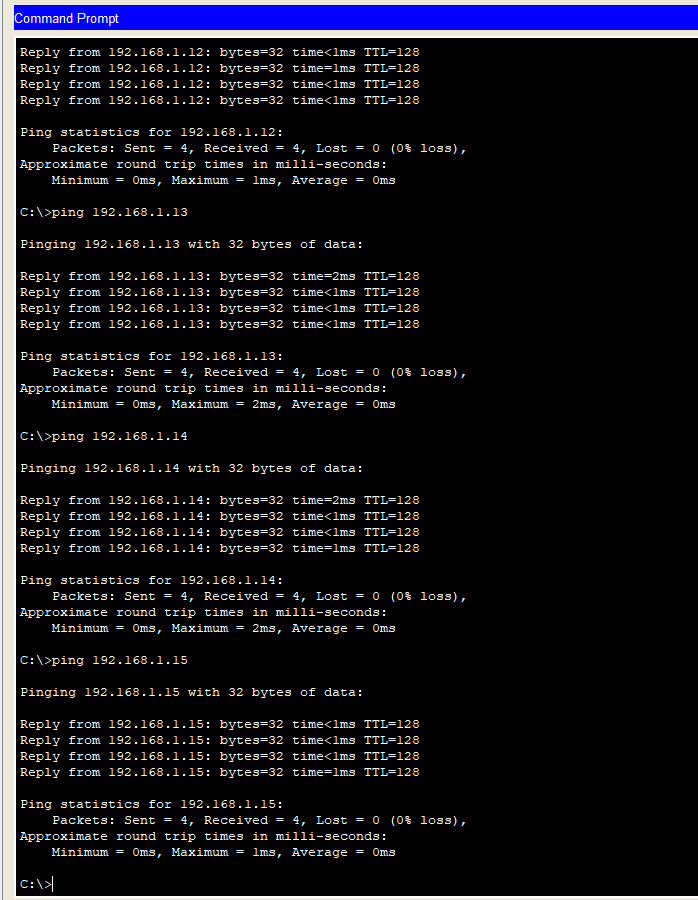 Command Prompt
Reply from 192.168.1.12: bytes=32 time<1ms TTL=128
Reply from 192.168.1.12: bytes=32 time=1ms TTL=128
Reply from 192.168.1.12: bytes=32 time<1ms TTL=128
Reply from 192.168.1.12: bytes=32 time<1ms TTL=128
Ping statistics for 192.168.1.12:
Packets: Sent = 4, Received = 4, Lost = 0 (0% loss),
Approximate round trip times in milli-seconds:
Minimum = 0ms, Maximum = 1ms, Average = 0ms
C:\>ping 192.168.1.13
Pinging 192.168.1.13 with 32 bytes of data:
Reply from 192.168.1.13: bytes=32 time=2ms TTL=128
Reply from 192.168.1.13: bytes=32 time<1ms TTL=128
Reply from 192.168.1.13: bytes=32 time<1ms TTL=128
Reply from 192.168.1.13: bytes=32 time<1ms TTL=128
Ping statistics for 192.168.1.13:
Packets: Sent = 4, Received = 4, Lost = 0 (0% loss),
Approximate round trip times in milli-seconds:
Minimum = 0ms, Maximum = 2ms, Average = 0ms
C:\>ping 192.168.1.14
Pinging 192.168.1.14 with 32 bytes of data:
Reply from 192.168.1.14: bytes=32 time=2ms TTL=128
Reply from 192.168.1.14: bytes=32 time<1ms TTL=128
Reply from 192.168.1.14: bytes=32 time<1ms TTL=128
Reply from 192.168.1.14: bytes=32 time=1ms TTL=128
Ping statistics for 192.168.1.14:
Packets: Sent = 4, Received = 4, Lost = 0 (0% loss),
Approximate round trip times in milli-seconds:
Minimum = 0ms, Maximum = 2ms, Average = 0ms
C:\>ping 192.168.1.15
Pinging 192.168.1.15 with 32 bytes of data:
Reply from 192.168.1.15: bytes=32 time<1ms TTL=128
Reply from 192.168.1.15: bytes=32 time<1ms TTL=128
Reply from 192.168.1.15: bytes=32 time<1ms TTL=128
Reply from 192.168.1.15: bytes=32 time=1ms TTL=128
Ping statistics for 192.168.1.15:
Packets: Sent = 4, Received = 4, Lost = 0 (0% loss),
Approximate round trip times in milli-seconds:
Minimum = 0ms, Maximum = 1ms, Average = 0ms
C:\>